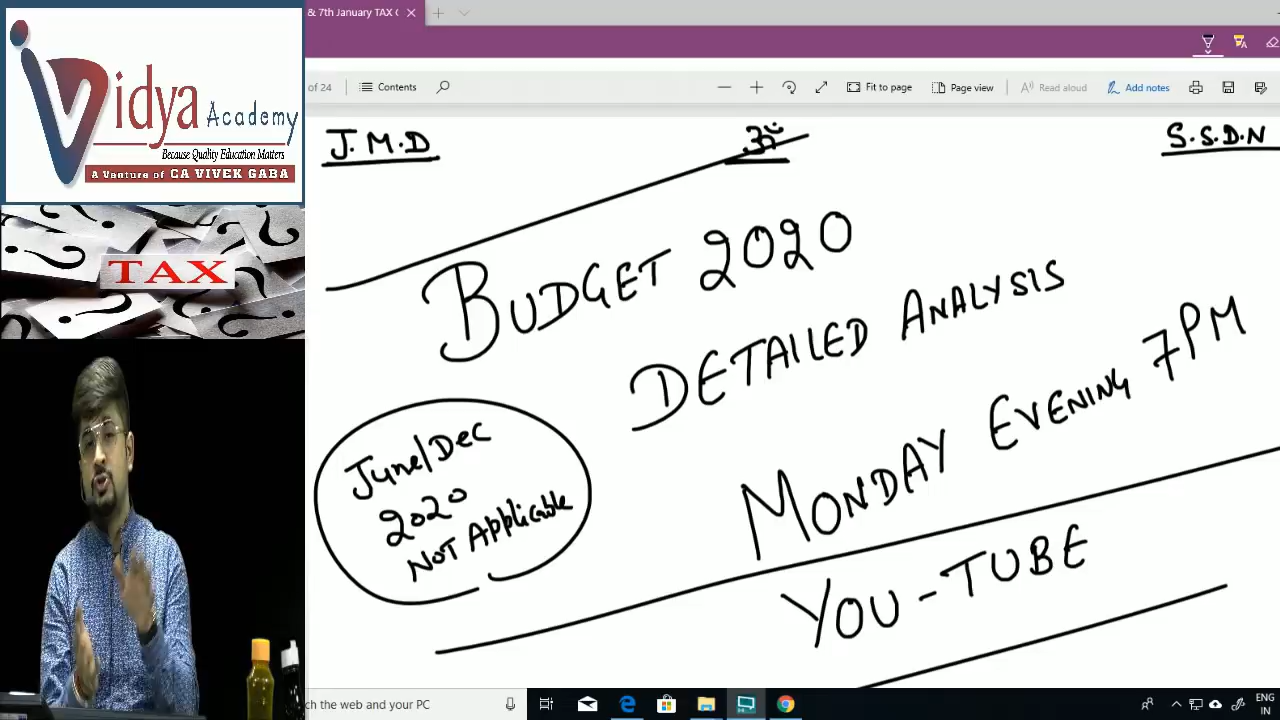 & 7th January TAX C
Vidya Academy
Because Quality Education Matters
A Venture of CA VIVEK GABA
TAX
of 24
Contents
Fit to page
Page view
Read aloud
Add notes
J.M.D
ॐ
S.S.D.N
BUDGET 2020
DETAILED ANALYSIS
MONDAY EVENING 7PM
YOU-TUBE
June/Dec
2020
NOT Applicable
ch the web and your PC
ENG
IN